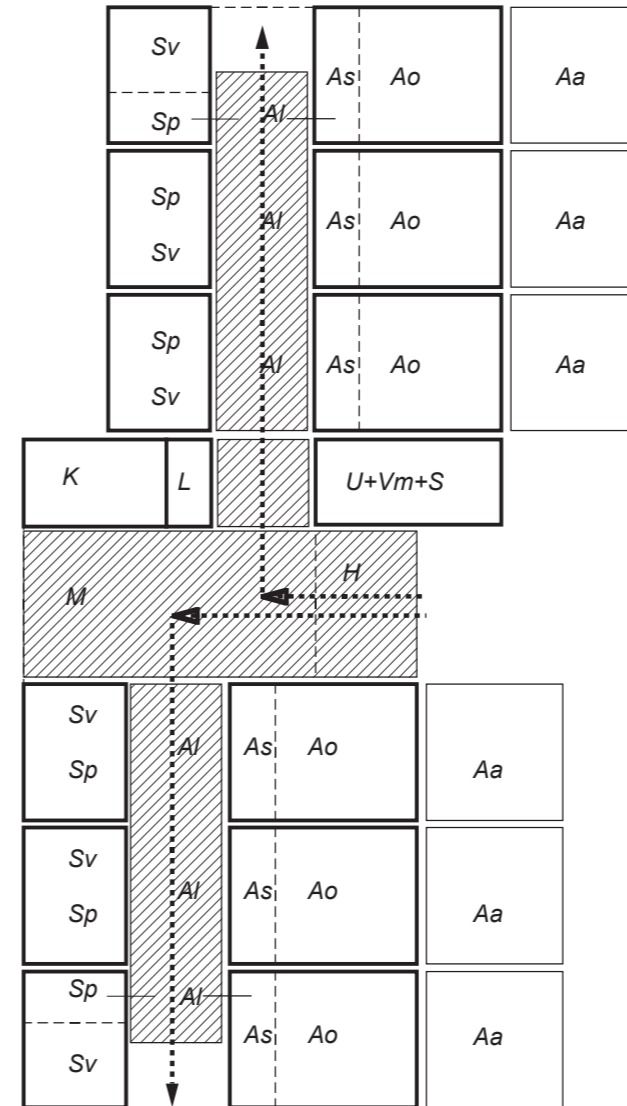 Sv
As Ao Aa
Sp Al
Sp
Al As Ao Aa
Sv
Sp
Al As Ao Aa
Sv
K L U+Vm+S
H
M
Sv
Al As Ao
Sp Aa
Sv
Al As Ao
Sp Aa
Sp Al
As Ao Aa
Sv